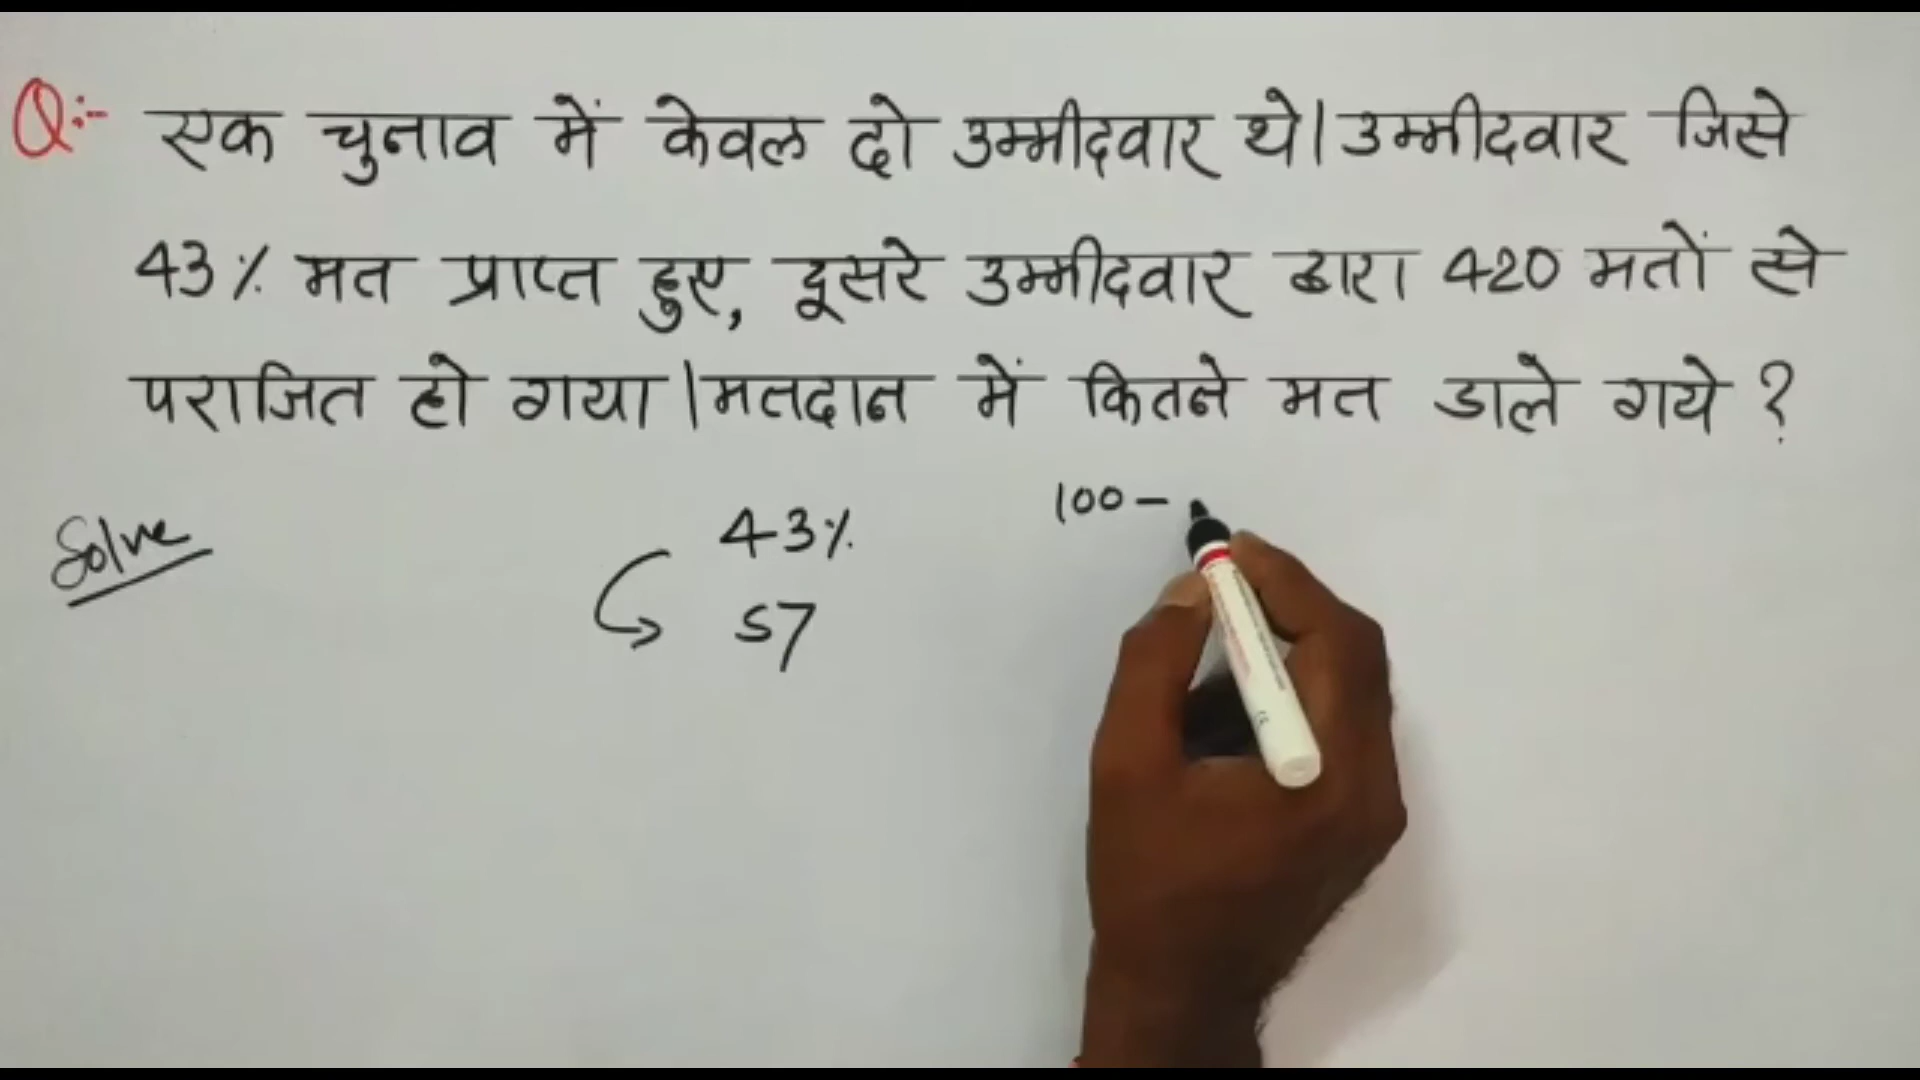 Q:- एक चुनाव में केवल दो उम्मीदवार थे। उम्मीदवार जिसे
43% मत प्राप्त हुए, दूसरे उम्मीदवार द्वारा 420 मतों से
पराजित हो गया। मतदान में कितने मत डाले गये ?
Solve
43%
100 -
57